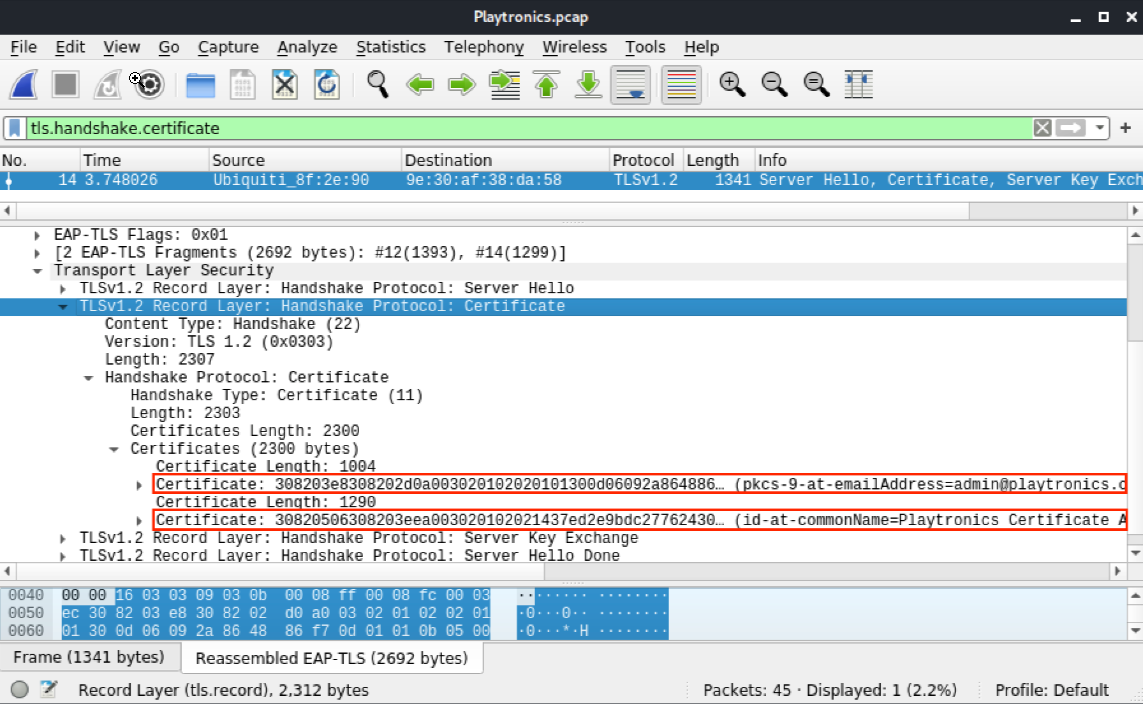 Playtronics.pcap
File Edit View Go Capture Analyze Statistics Telephony Wireless Tools Help
tls.handshake.certificate
No. Time Source Destination Protocol Length Info
14 3.748026 Ubiquiti_8f:2e:90 9e:30:af:38:da:58 TLSv1.2 1341 Server Hello, Certificate, Server Key Exch
EAP-TLS Flags: 0x01
[2 EAP-TLS Fragments (2692 bytes): #12(1393), #14(1299)]
Transport Layer Security
TLSv1.2 Record Layer: Handshake Protocol: Server Hello
TLSv1.2 Record Layer: Handshake Protocol: Certificate
Content Type: Handshake (22)
Version: TLS 1.2 (0x0303)
Length: 2307
Handshake Protocol: Certificate
Handshake Type: Certificate (11)
Length: 2303
Certificates Length: 2300
Certificates (2300 bytes)
Certificate Length: 1004
Certificate: 308203e8308202d0a003020102020101300d06092a864886… (pkcs-9-at-emailAddress=admin@playtronics.c
Certificate Length: 1290
Certificate: 30820506308203eea003020102021437ed2e9bdc27762430… (id-at-commonName=Playtronics Certificate A
TLSv1.2 Record Layer: Handshake Protocol: Server Key Exchange
TLSv1.2 Record Layer: Handshake Protocol: Server Hello Done
0040 00 00 16 03 03 09 03 0b 00 08 ff 00 08 fc 00 03 ········ ········
0050 ec 30 82 03 e8 30 82 02 d0 a0 03 02 01 02 02 01 ·0···0·· ········
0060 01 30 0d 06 09 2a 86 48 86 f7 0d 01 01 0b 05 00 ·0···*·H ········
Frame (1341 bytes) Reassembled EAP-TLS (2692 bytes)
Record Layer (tls.record), 2,312 bytes Packets: 45 · Displayed: 1 (2.2%) Profile: Default